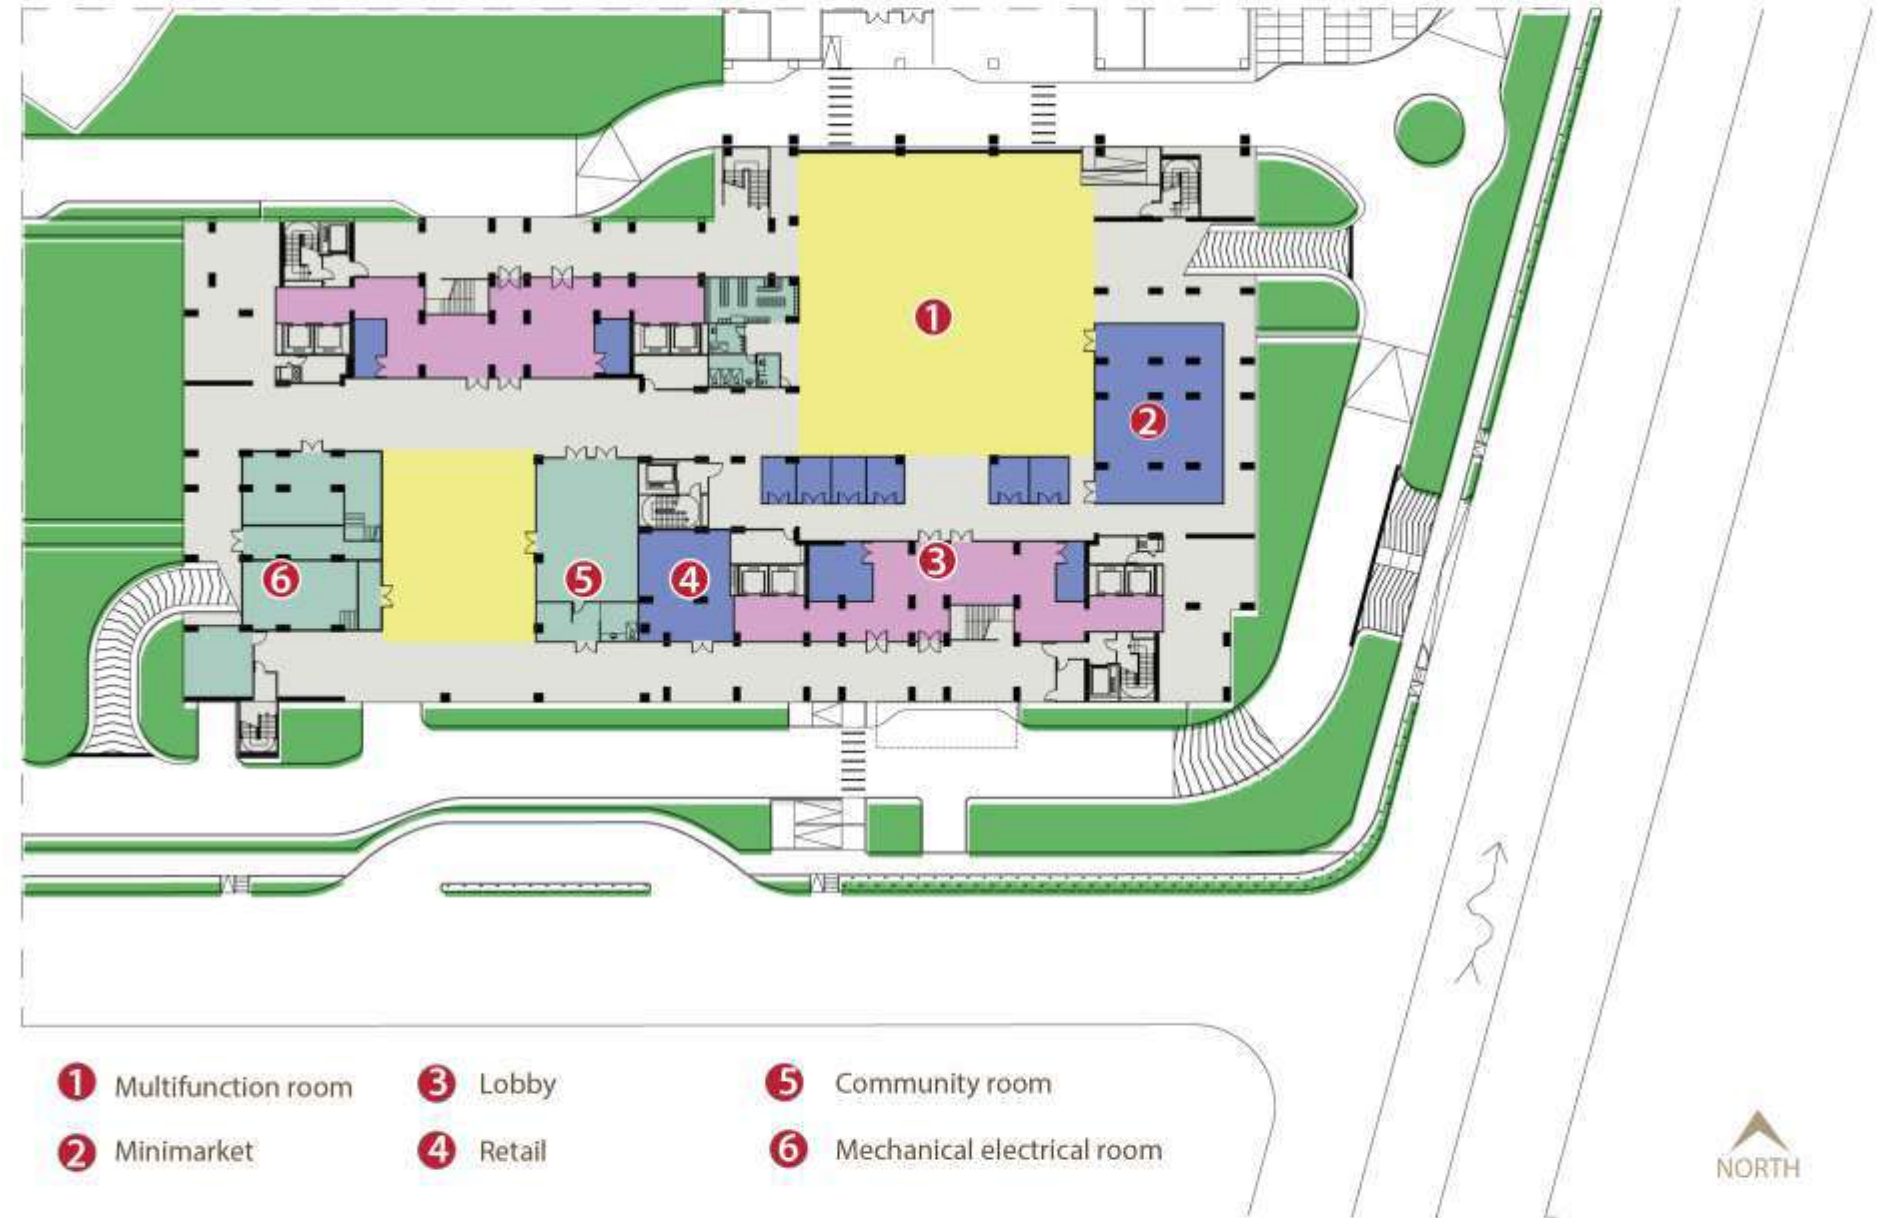 1
2
3
4
5
6
1 Multifunction room
3 Lobby
5 Community room
2 Minimarket
4 Retail
6 Mechanical electrical room
NORTH